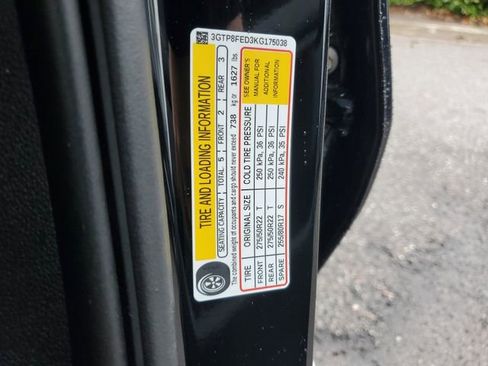 3GTP8FED3KG175038
TIRE AND LOADING INFORMATION
SEATING CAPACITY | TOTAL 5 | FRONT 2 | REAR 3
The combined weight of occupants and cargo should never exceed 738 kg or 1627 lbs
TIRE ORIGINAL SIZE COLD TIRE PRESSURE
FRONT 275/50R22 T 250 kPa, 36 PSI
REAR 275/50R22 T 250 kPa, 36 PSI
SPARE 255/80R17 S 240 kPa, 35 PSI
SEE OWNER'S
MANUAL FOR
ADDITIONAL
INFORMATION